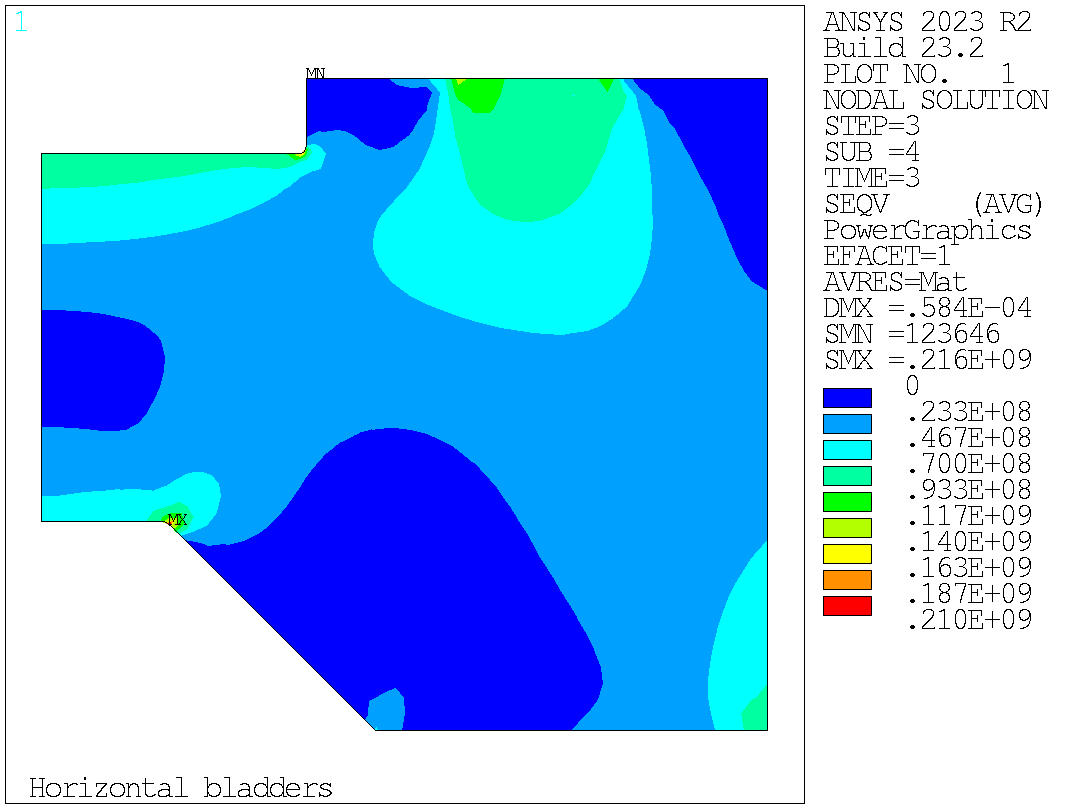 1
ANSYS 2023 R2
Build 23.2
PLOT NO.   1
NODAL SOLUTION
STEP=3
SUB =4
TIME=3
SEQV     (AVG)
PowerGraphics
EFACET=1
AVRES=Mat
DMX =.584E-04
SMN =123646
SMX =.216E+09
0
.233E+08
.467E+08
.700E+08
.933E+08
.117E+09
.140E+09
.163E+09
.187E+09
.210E+09
MN
MX
Horizontal bladders